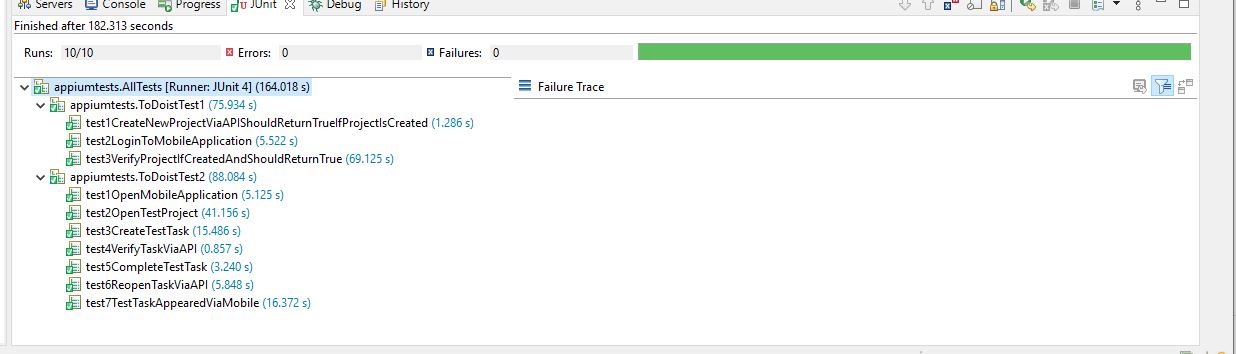 Servers Console Progress JUnit Debug History
Finished after 182.313 seconds
Runs: 10/10 Errors: 0 Failures: 0
appiumtests.AllTests [Runner: JUnit 4] (164.018 s)
Failure Trace
appiumtests.ToDoistTest1 (75.934 s)
test1CreateNewProjectViaAPIShouldReturnTrueIfProjectIsCreated (1.286 s)
test2LoginToMobileApplication (5.522 s)
test3VerifyProjectIfCreatedAndShouldReturnTrue (69.125 s)
appiumtests.ToDoistTest2 (88.084 s)
test1OpenMobileApplication (5.125 s)
test2OpenTestProject (41.156 s)
test3CreateTestTask (15.486 s)
test4VerifyTaskViaAPI (0.857 s)
test5CompleteTestTask (3.240 s)
test6ReopenTaskViaAPI (5.848 s)
test7TestTaskAppearedViaMobile (16.372 s)